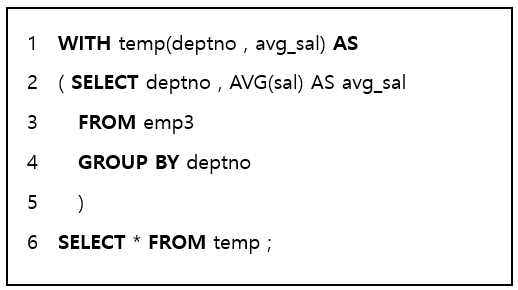 1 WITH temp(deptno , avg_sal) AS
2 ( SELECT deptno , AVG(sal) AS avg_sal
3 FROM emp3
4 GROUP BY deptno
5 )
6 SELECT * FROM temp ;